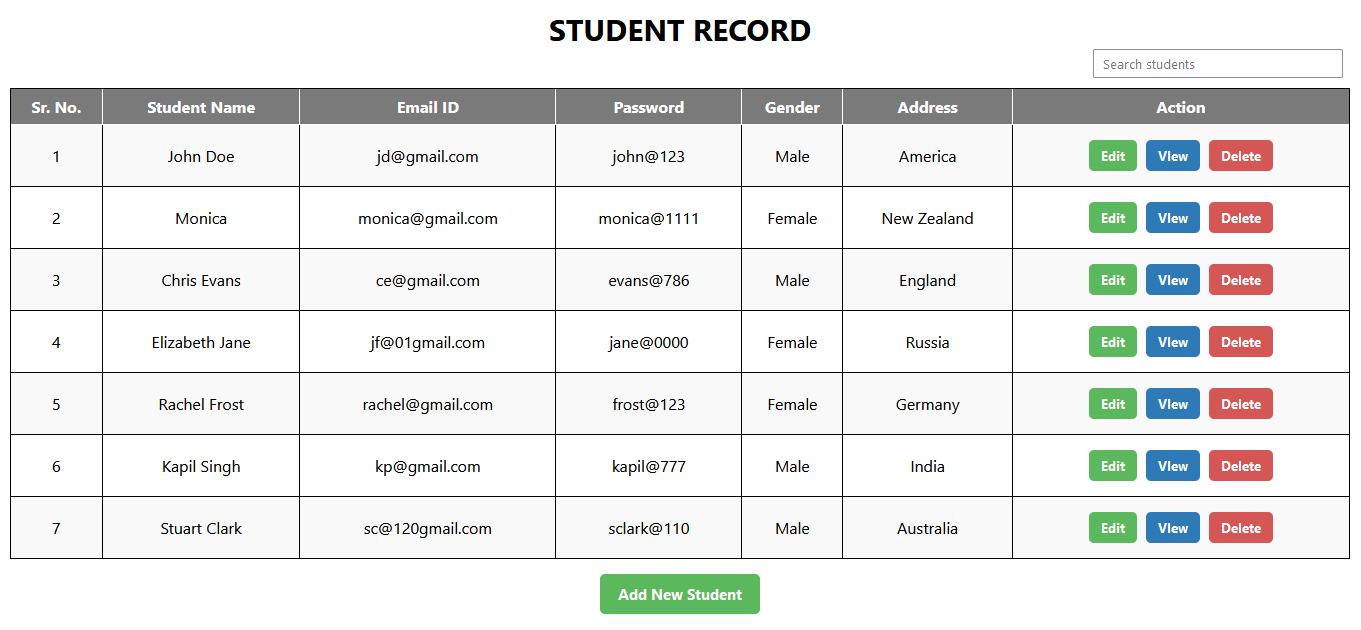 STUDENT RECORD
Search students
Sr. No. Student Name Email ID Password Gender Address Action
1 John Doe jd@gmail.com john@123 Male America Edit VIew Delete
2 Monica monica@gmail.com monica@1111 Female New Zealand Edit VIew Delete
3 Chris Evans ce@gmail.com evans@786 Male England Edit VIew Delete
4 Elizabeth Jane jf@01gmail.com jane@0000 Female Russia Edit VIew Delete
5 Rachel Frost rachel@gmail.com frost@123 Female Germany Edit VIew Delete
6 Kapil Singh kp@gmail.com kapil@777 Male India Edit VIew Delete
7 Stuart Clark sc@120gmail.com sclark@110 Male Australia Edit VIew Delete
Add New Student